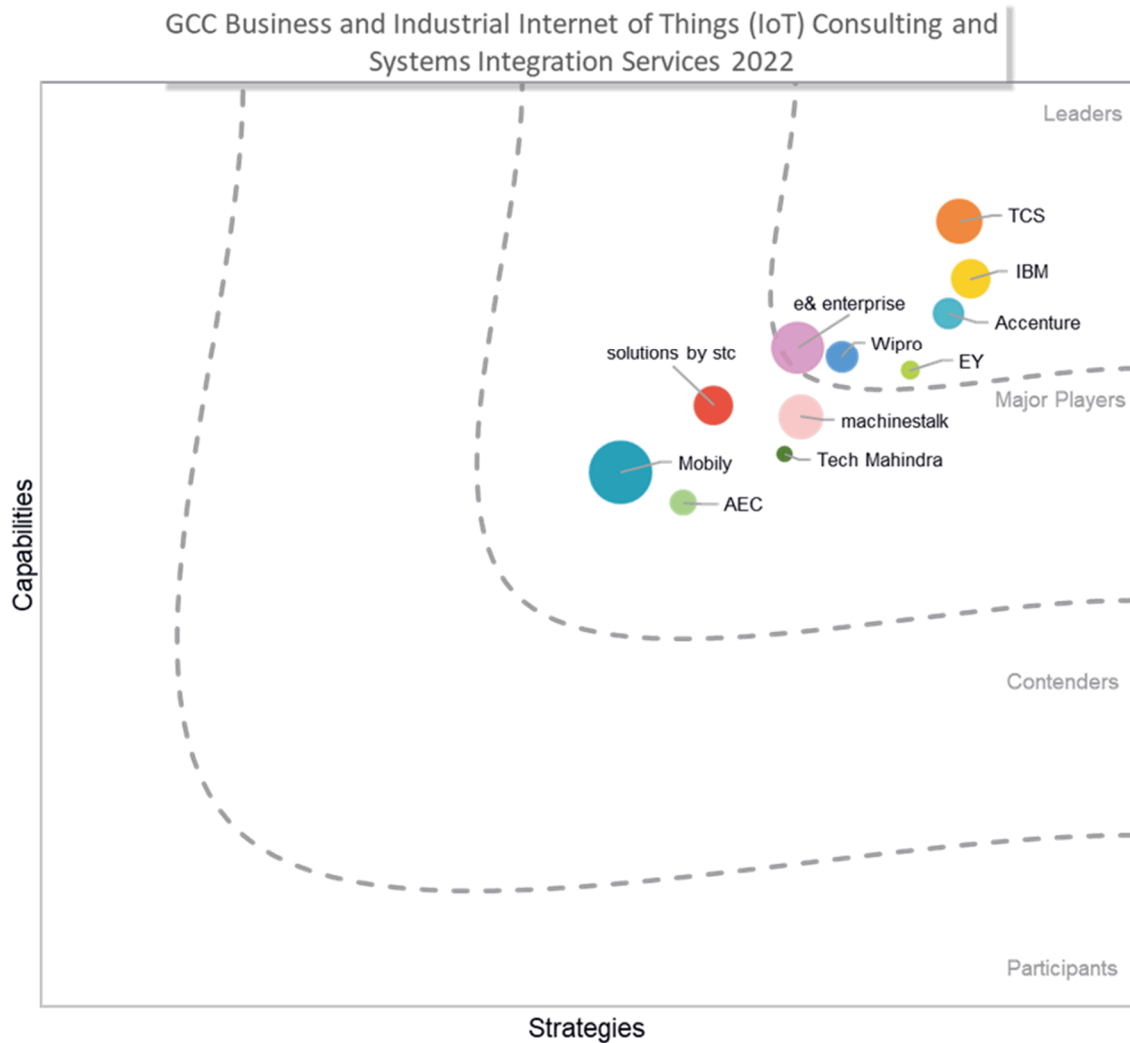 GCC Business and Industrial Internet of Things (IoT) Consulting and
Systems Integration Services 2022
Leaders
TCS
IBM
e& enterprise
Accenture
Wipro
solutions by stc
EY
Major Players
machinestalk
Mobily
Tech Mahindra
AEC
Capabilities
Contenders
Participants
Strategies